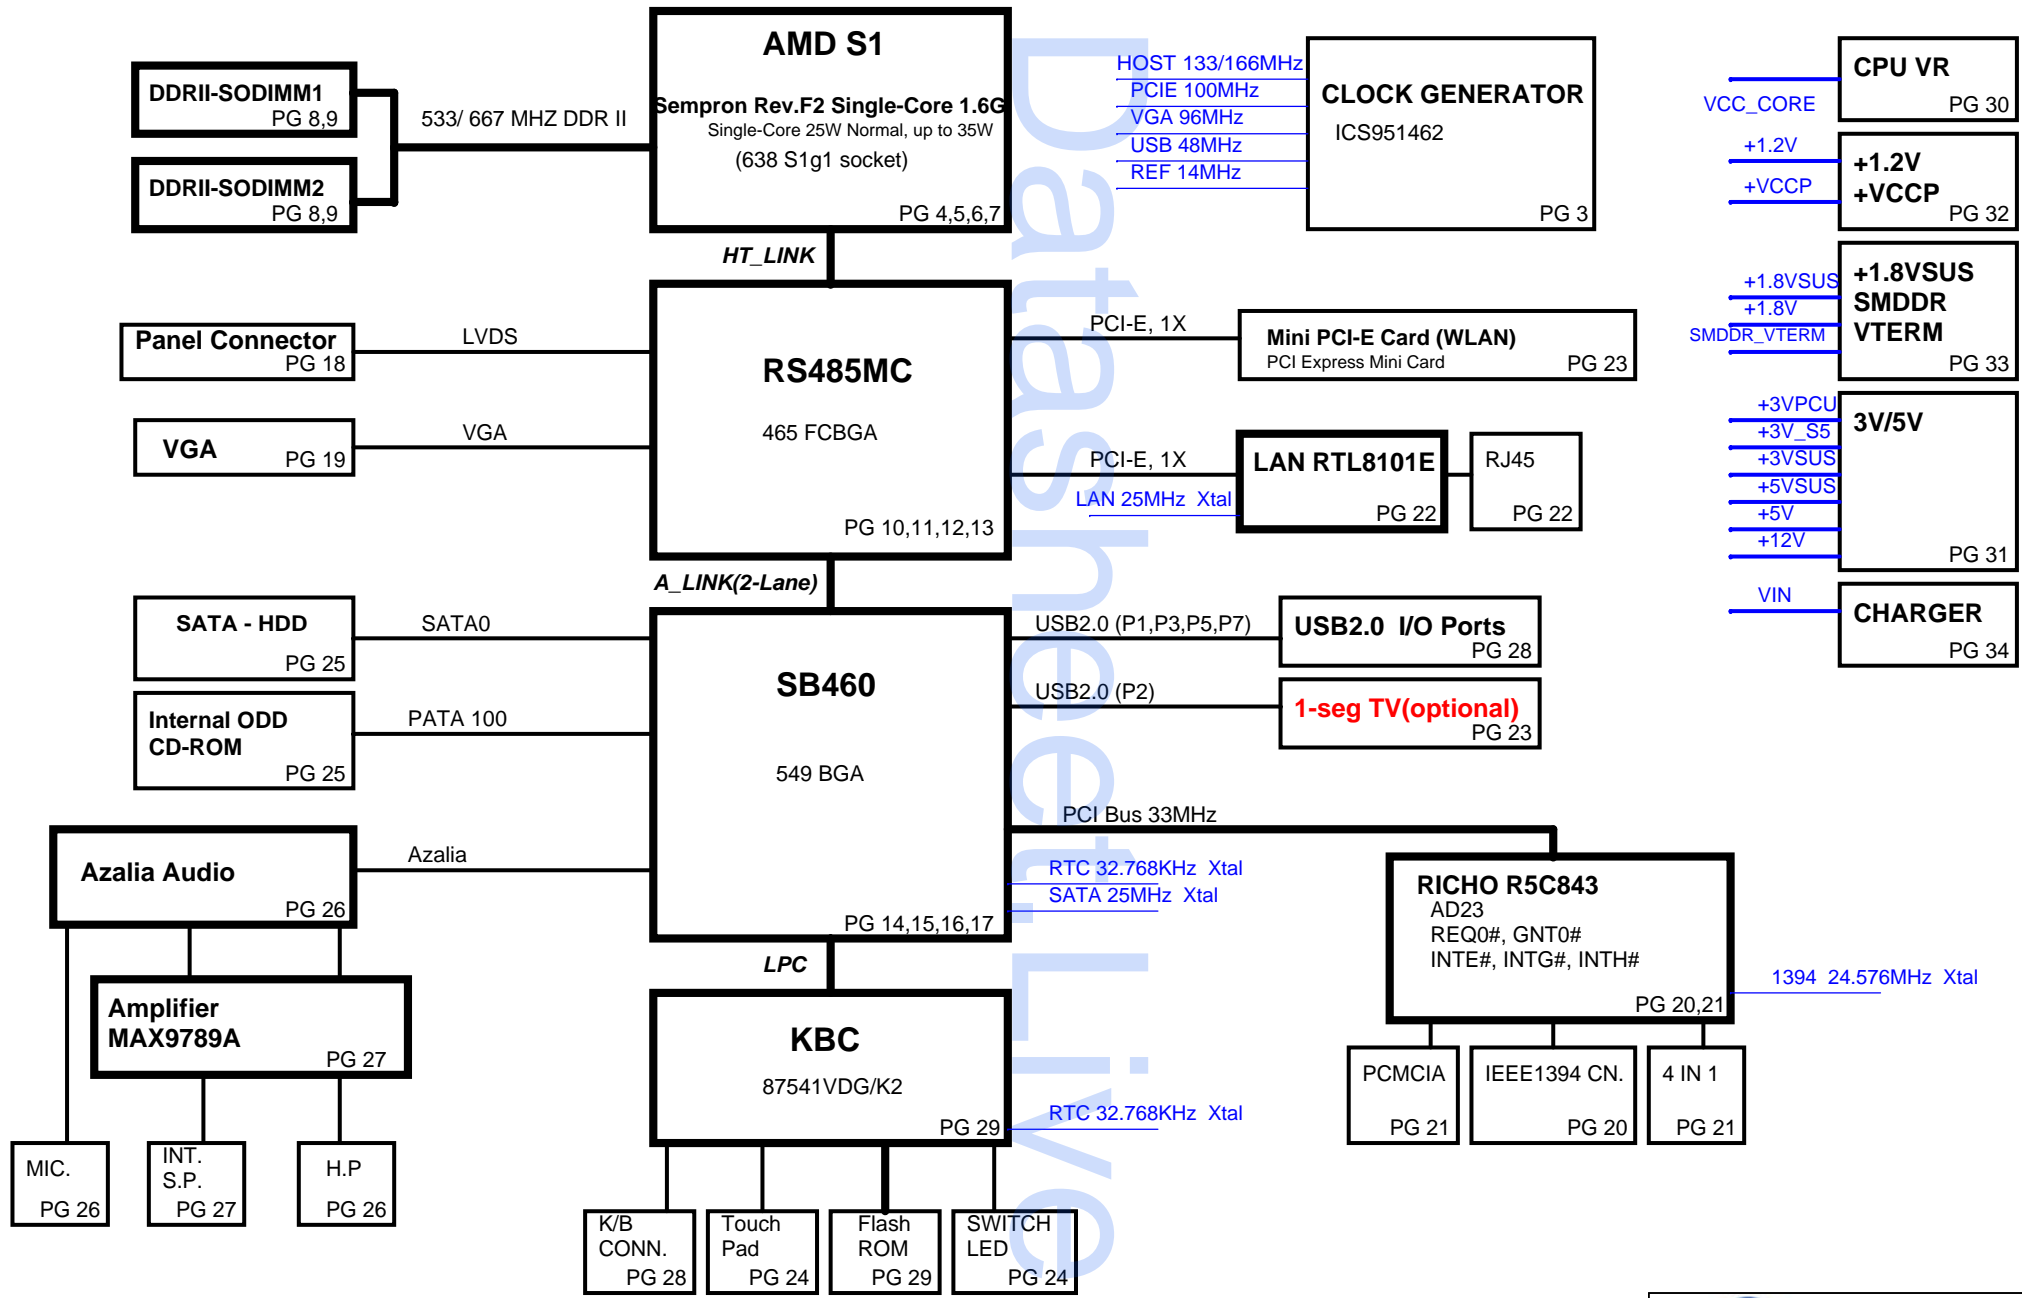 AMD S1
Sempron Rev.F2 Single-Core 1.6G
Single-Core 25W Normal, up to 35W
(638 S1g1 socket)
PG 4,5,6,7
DDRII-SODIMM1
PG 8,9
DDRII-SODIMM2
PG 8,9
533/ 667 MHZ DDR II
HOST 133/166MHz
PCIE 100MHz
VGA 96MHz
USB 48MHz
REF 14MHz
CLOCK GENERATOR
ICS951462
PG 3
VCC_CORE
CPU VR
PG 30
+1.2V
+VCCP
+1.2V
+VCCP
PG 32
+1.8VSUS
+1.8V
SMDDR_VTERM
+1.8VSUS
SMDDR
VTERM
PG 33
+3VPCU
+3V_S5
+3VSUS
+5VSUS
+5V
+12V
3V/5V
PG 31
VIN
CHARGER
PG 34
HT_LINK
Panel Connector
PG 18
LVDS
VGA
PG 19
VGA
RS485MC
465 FCBGA
PG 10,11,12,13
PCI-E, 1X
Mini PCI-E Card (WLAN)
PCI Express Mini Card
PG 23
PCI-E, 1X
LAN 25MHz Xtal
LAN RTL8101E
PG 22
RJ45
PG 22
A_LINK(2-Lane)
SATA - HDD
PG 25
SATA0
Internal ODD
CD-ROM
PG 25
PATA 100
SB460
549 BGA
PG 14,15,16,17
USB2.0 (P1,P3,P5,P7)
USB2.0 I/O Ports
PG 28
USB2.0 (P2)
1-seg TV(optional)
PG 23
PCI Bus 33MHz
RTC 32.768KHz Xtal
SATA 25MHz Xtal
Azalia Audio
PG 26
Azalia
Amplifier
MAX9789A
PG 27
MIC.
PG 26
INT.
S.P.
PG 27
H.P
PG 26
LPC
KBC
87541VDG/K2
PG 29
RTC 32.768KHz Xtal
K/B
CONN.
PG 28
Touch
Pad
PG 24
Flash
ROM
PG 29
SWITCH
LED
PG 24
RICHO R5C843
AD23
REQ0#, GNT0#
INTE#, INTG#, INTH#
PG 20,21
1394 24.576MHz Xtal
PCMCIA
PG 21
IEEE1394 CN.
PG 20
4 IN 1
PG 21
Datasheet.Live